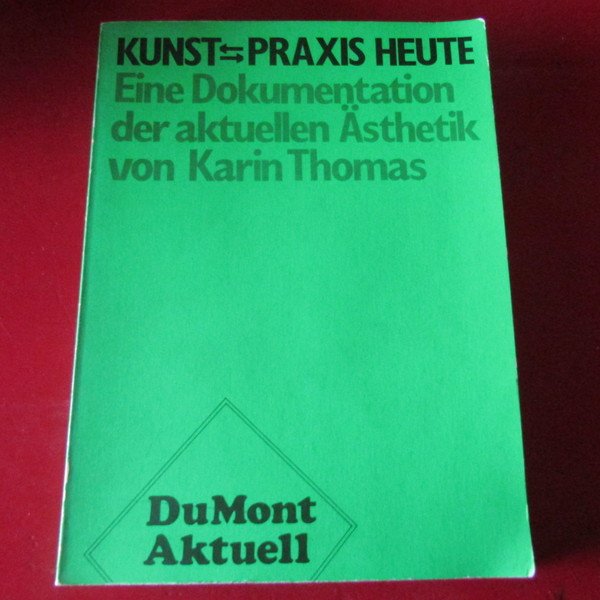 KUNST⇆PRAXIS HEUTE
Eine Dokumentation
der aktuellen Ästhetik
von Karin Thomas
DuMont
Aktuell